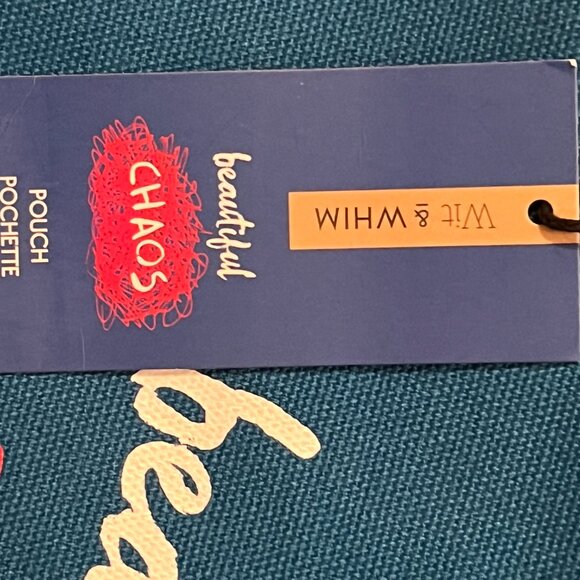 Wit & WHIM
beautiful
CHAOS
POUCH
POCHETTE
bea